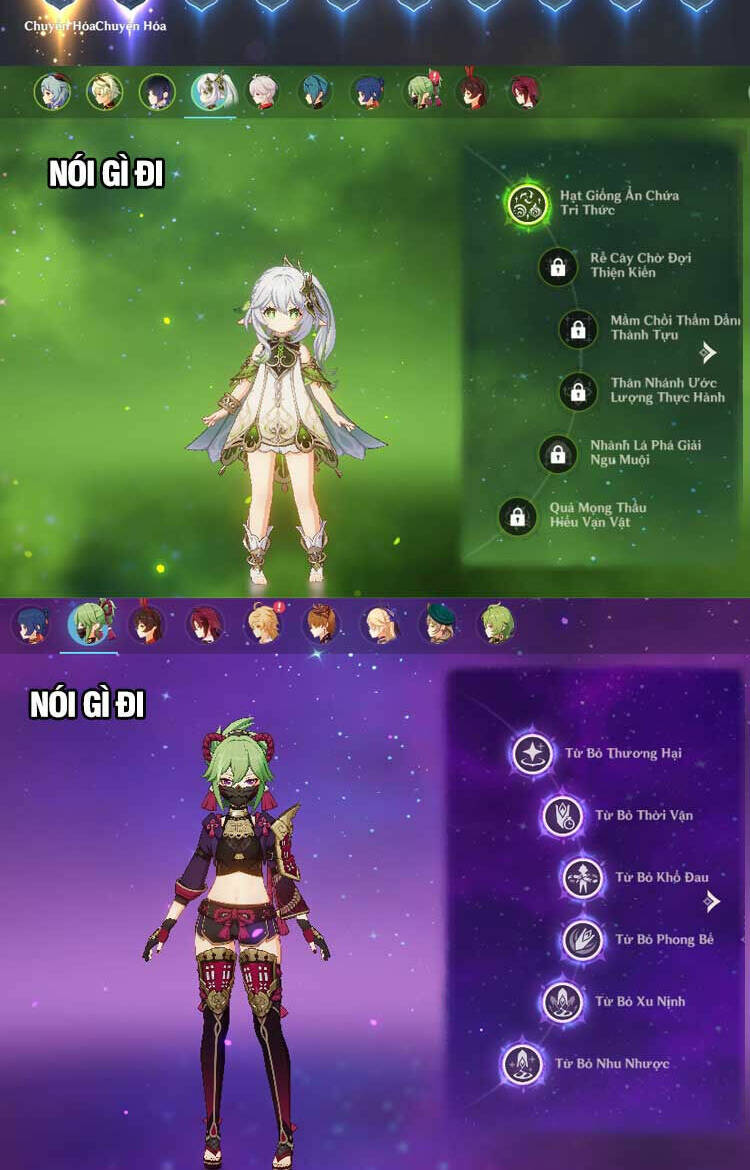 Chuyển HóaChuyển Hóa
NÓI GÌ ĐI
Hạt Giống Ẩn Chứa
Tri Thức
Rễ Cây Chờ Đợi
Thiện Kiến
Mầm Chồi Thấm Dần
Thành Tựu
Thân Nhánh Ước
Lượng Thực Hành
Nhành Lá Phá Giải
Ngu Muội
Quả Mọng Thấu
Hiểu Vạn Vật
NÓI GÌ ĐI
Từ Bỏ Thương Hại
Từ Bỏ Thời Vận
Từ Bỏ Khổ Đau
Từ Bỏ Phong Bế
Từ Bỏ Xu Nịnh
Từ Bỏ Nhu Nhược